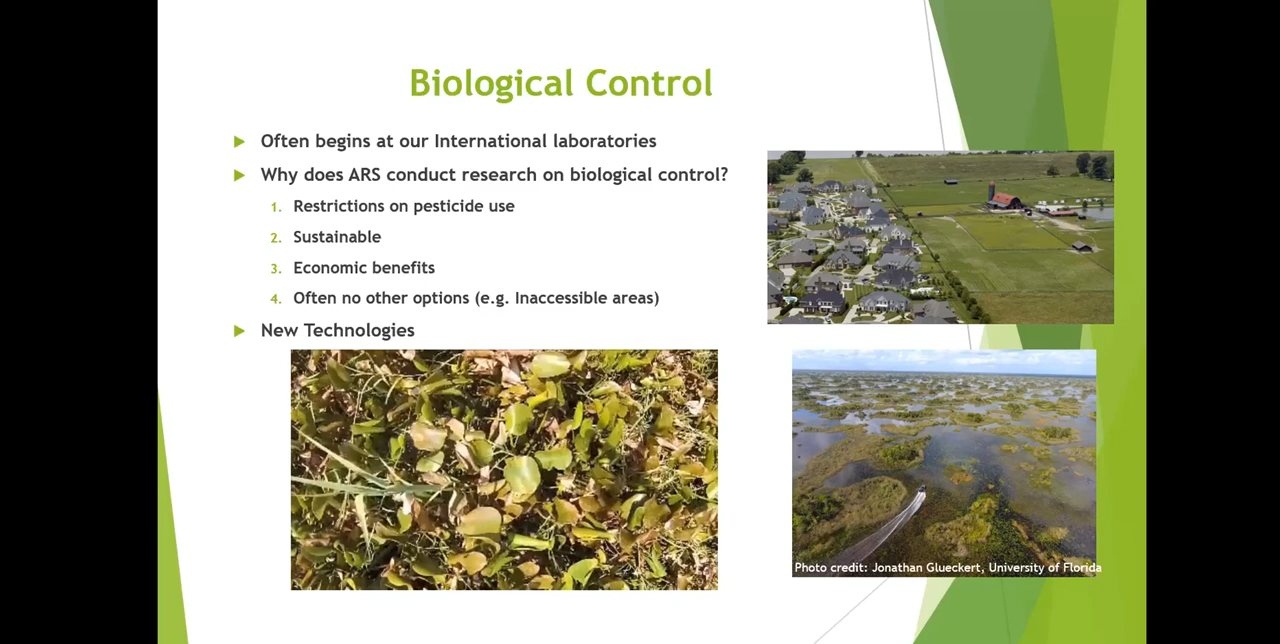 Biological Control
Often begins at our International laboratories
Why does ARS conduct research on biological control?
1. Restrictions on pesticide use
2. Sustainable
3. Economic benefits
4. Often no other options (e.g. Inaccessible areas)
New Technologies
Photo credit: Jonathan Glueckert, University of Florida